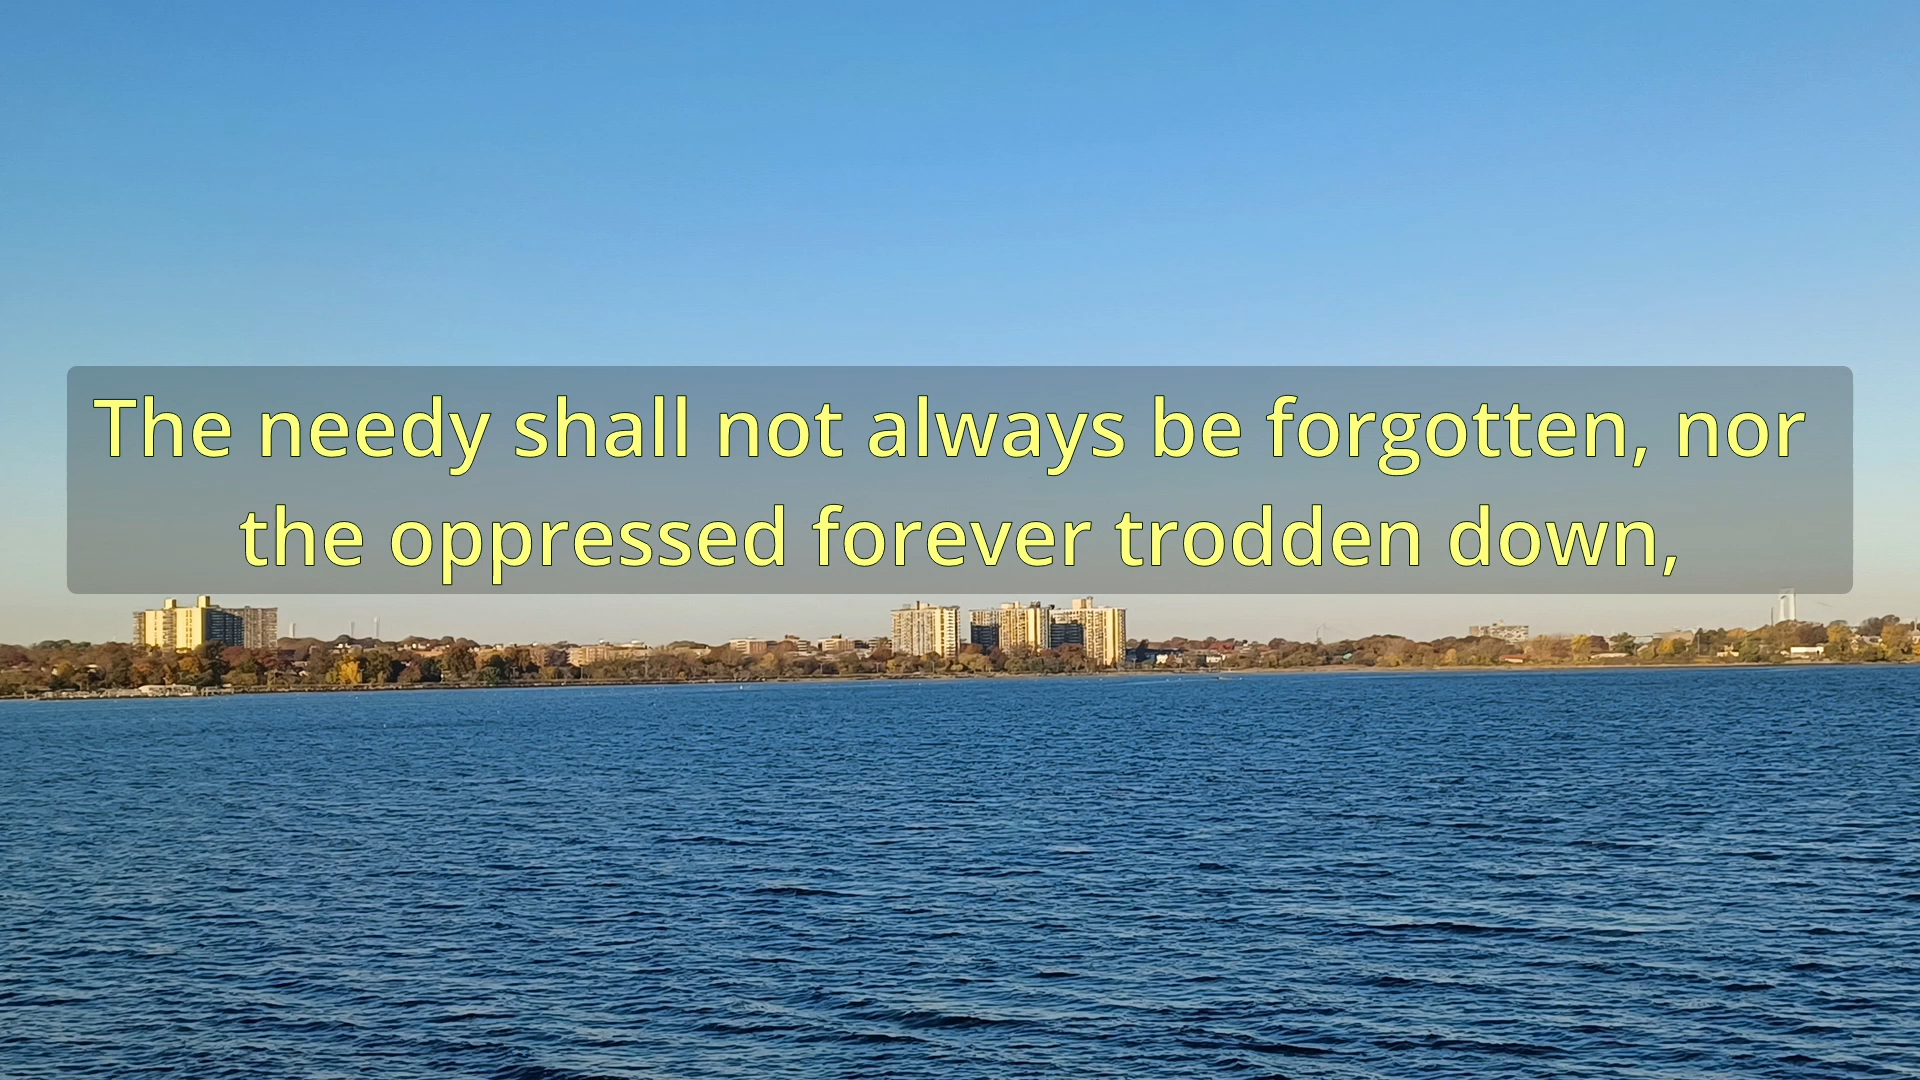 The needy shall not always be forgotten, nor
the oppressed forever trodden down,